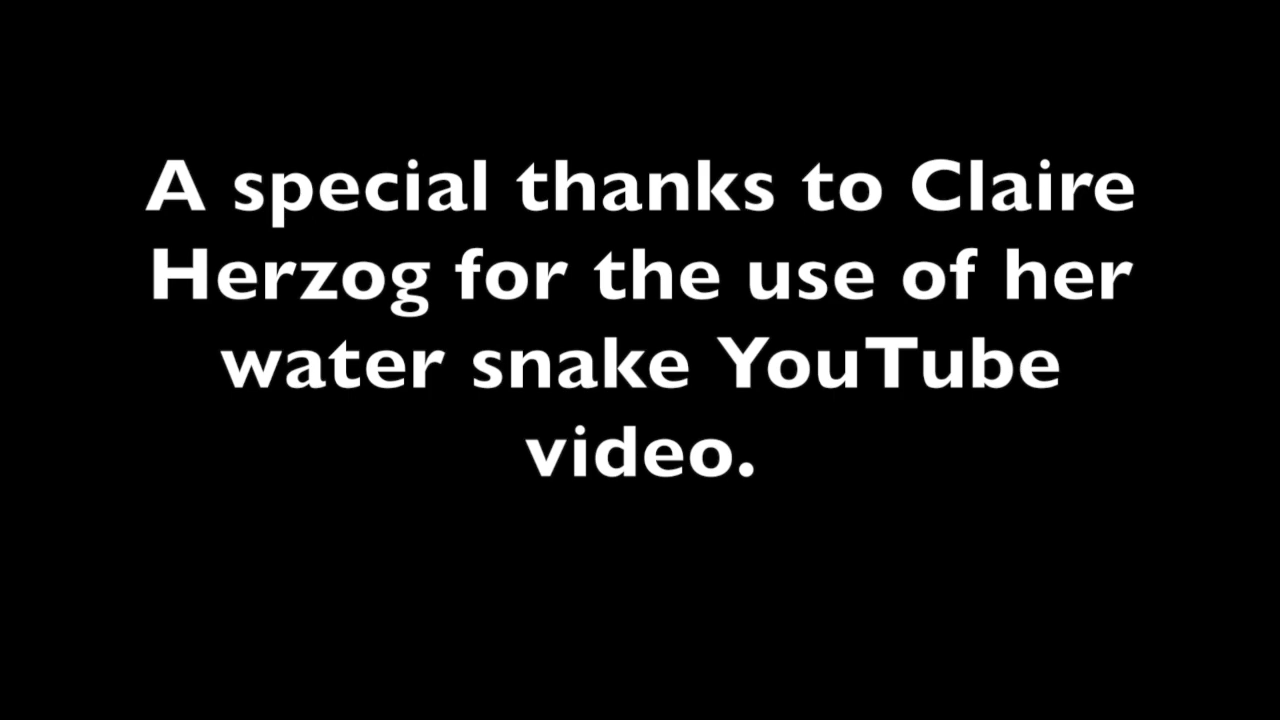 A special thanks to Claire
Herzog for the use of her
water snake YouTube
video.